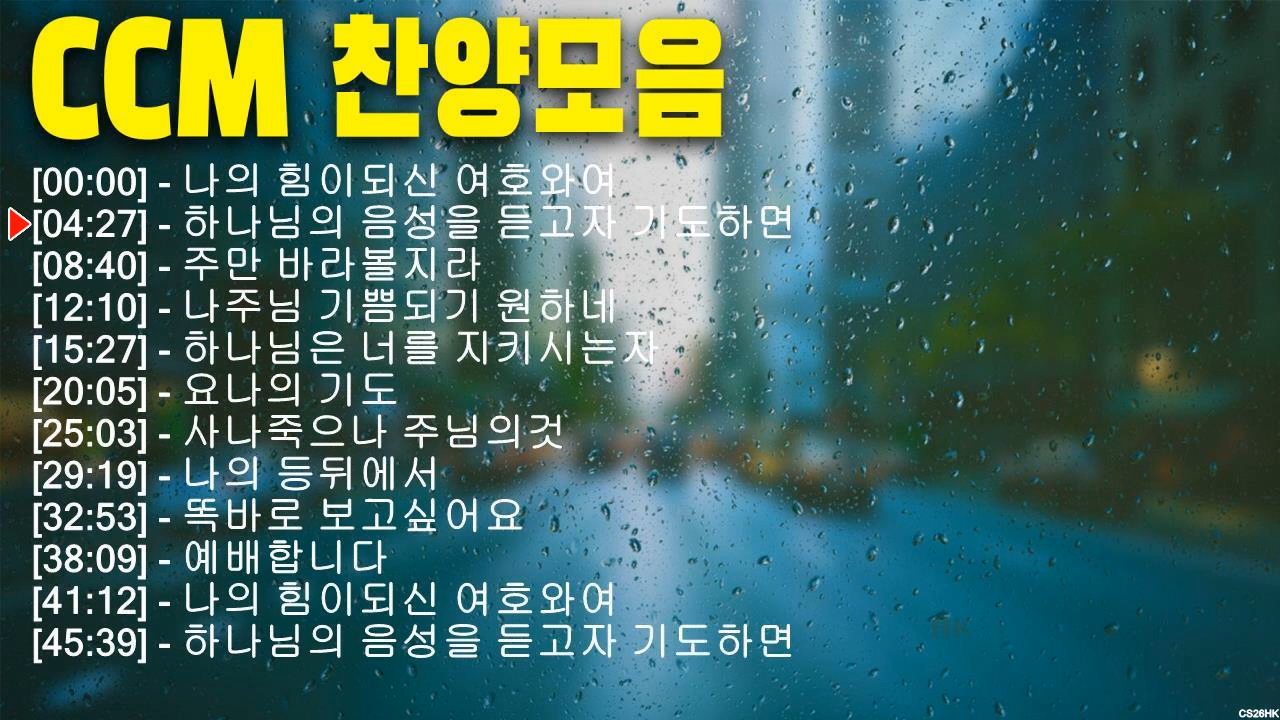 CCM 찬양모음
[00:00] - 나의 힘이되신 여호와여
[04:27] - 하나님의 음성을 듣고자 기도하면
[08:40] - 주만 바라볼지라
[12:10] - 나주님 기쁨되기 원하네
[15:27] - 하나님은 너를 지키시는자
[20:05] - 요나의 기도
[25:03] - 사나죽으나 주님의것
[29:19] - 나의 등뒤에서
[32:53] - 똑바로 보고싶어요
[38:09] - 예배합니다
[41:12] - 나의 힘이되신 여호와여
[45:39] - 하나님의 음성을 듣고자 기도하면
HK
CS26HK